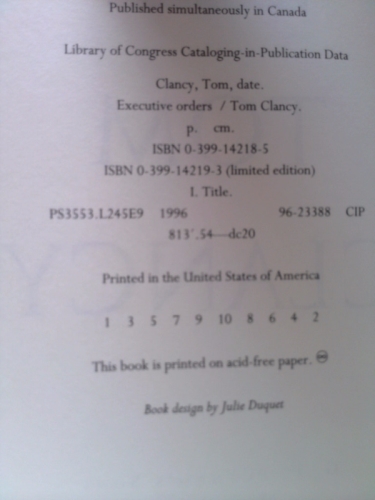 Published simultaneously in Canada
Library of Congress Cataloging-in-Publication Data
Clancy, Tom, date.
Executive orders / Tom Clancy.
p. cm.
ISBN 0-399-14218-5
ISBN 0-399-14219-3 (limited edition)
I. Title.
PS3553.L245E9 1996 96-23388 CIP
813'.54—dc20
Printed in the United States of America
1 3 5 7 9 10 8 6 4 2
This book is printed on acid-free paper. ♾
Book design by Julie Duquet